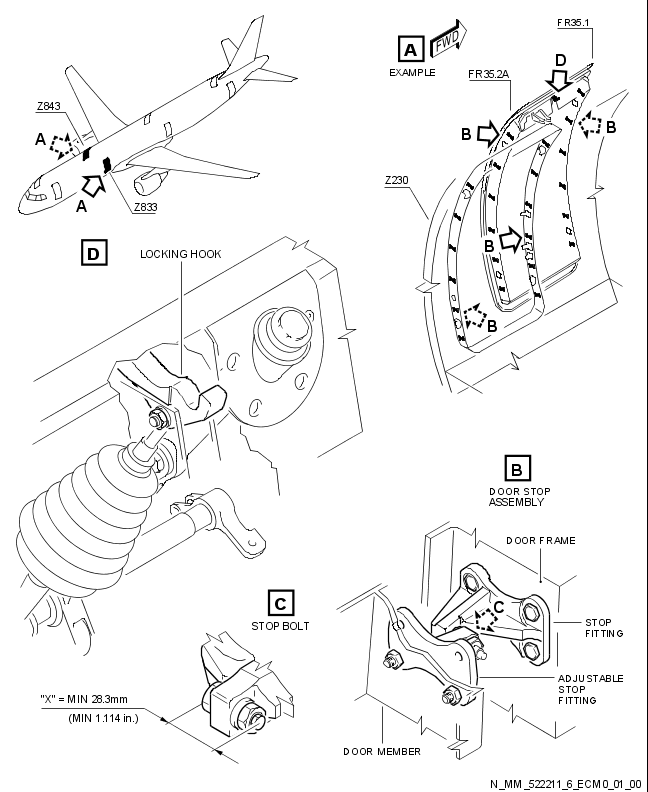 Z843
A
A
Z833
A
FWD
EXAMPLE
FR35.1
FR35.2A
D
B
B
Z230
B
B
D
LOCKING HOOK
B
DOOR STOP
ASSEMBLY
DOOR FRAME
C
STOP
FITTING
ADJUSTABLE
STOP
FITTING
DOOR MEMBER
C
STOP BOLT
"X" = MIN 28.3mm
(MIN 1.114 in.)
N_MM_522211_6_ECM0_01_00